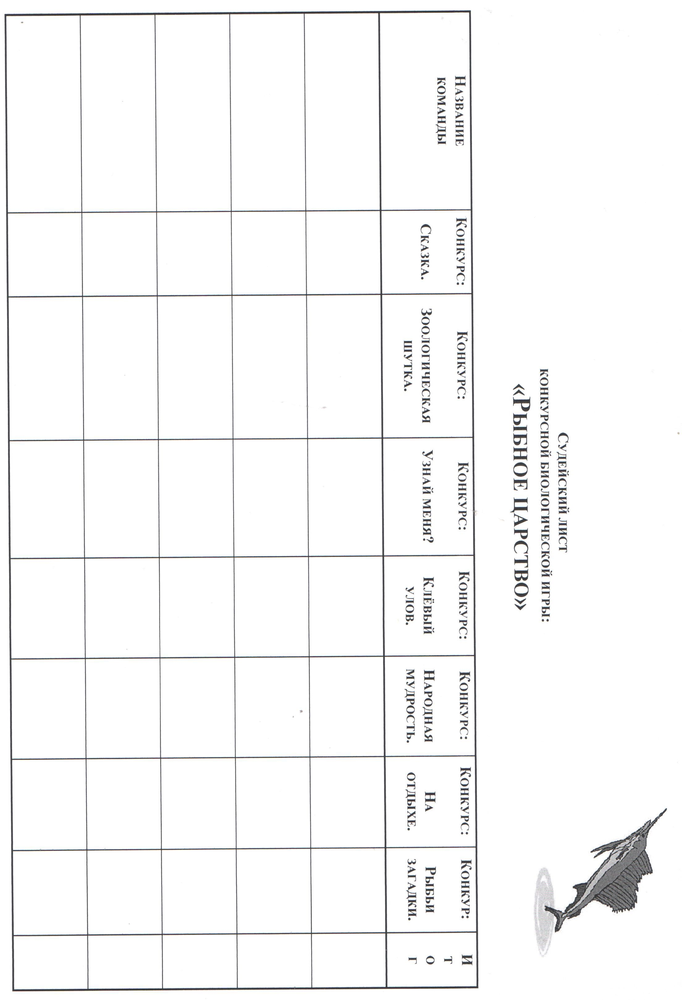 Судейский лист
конкурсной биологической игры:
«Рыбное царство»
Название
команды
Конкурс:
Сказка.
Конкурс:
Зоологическая
шутка.
Конкурс:
Узнай меня?
Конкурс:
Клёвый
улов.
Конкурс:
Народная
мудрость.
Конкурс:
На
отдыхе.
Конкур:
Рыбьи
загадки.
И
т
о
г